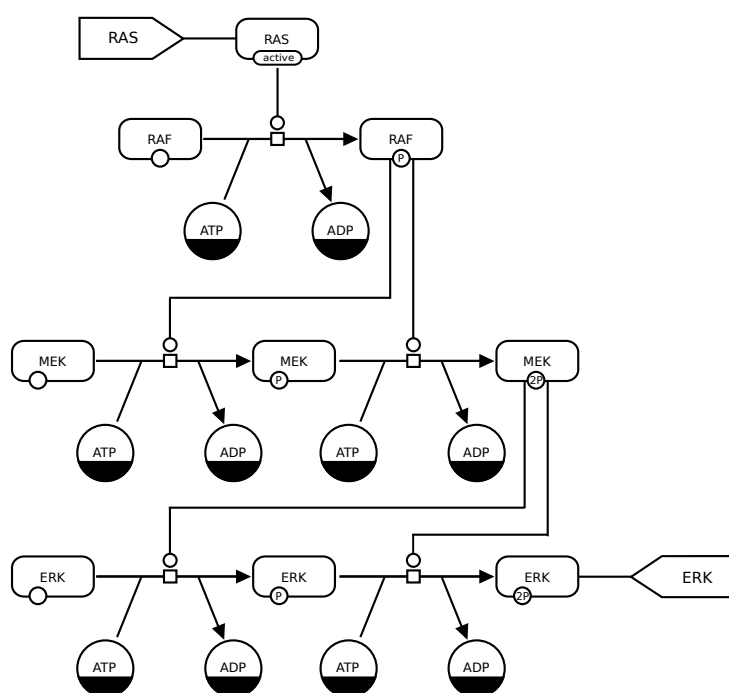 RAS
RAS
active
RAF
RAF
P
ATP
ADP
MEK
MEK
P
MEK
2P
ATP
ADP
ATP
ADP
ERK
ERK
P
ERK
2P
ERK
ATP
ADP
ATP
ADP